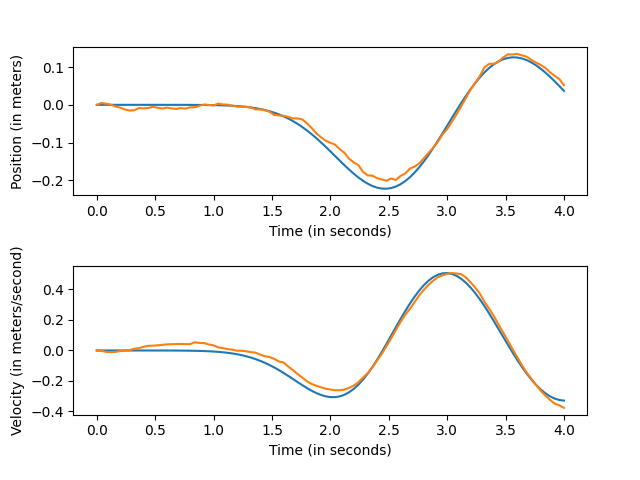 Position (in meters)
0.1
0.0
−0.1
−0.2
0.0 0.5 1.0 1.5 2.0 2.5 3.0 3.5 4.0
Time (in seconds)
Velocity (in meters/second)
0.4
0.2
0.0
−0.2
−0.4
0.0 0.5 1.0 1.5 2.0 2.5 3.0 3.5 4.0
Time (in seconds)